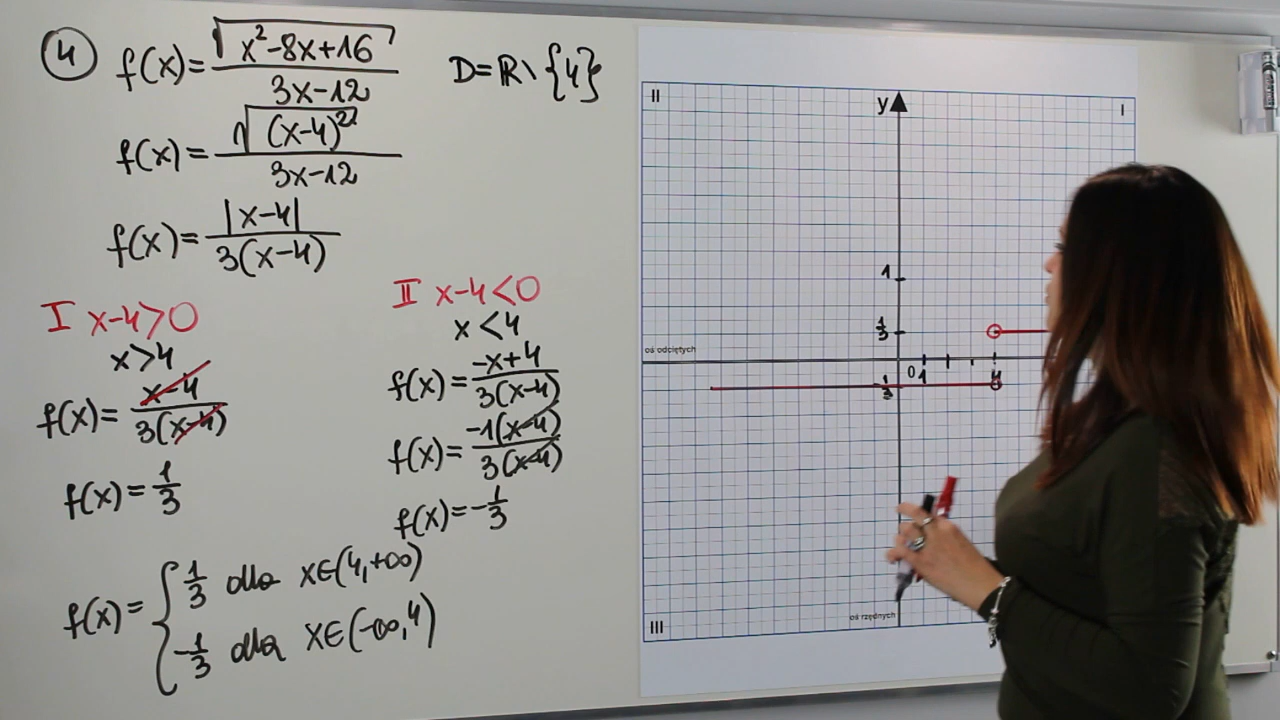 ④ f(x)=√(x²-8x+16)/(3x-12) D=ℝ\{4}
f(x)=√((x-4)²)/(3x-12)
f(x)=|x-4|/(3(x-4))
I x-4>0
x>4
f(x)=(x-4)/(3(x-4))
f(x)=1/3
II x-4<0
x<4
f(x)=(-x+4)/(3(x-4))
f(x)=(-1(x-4))/(3(x-4))
f(x)=-1/3
f(x)={1/3 dla x∈(4,+∞)
-1/3 dla x∈(-∞,4)
II y I
1
1/3
oś odciętych
0 1 4
-1/3
oś rzędnych
III